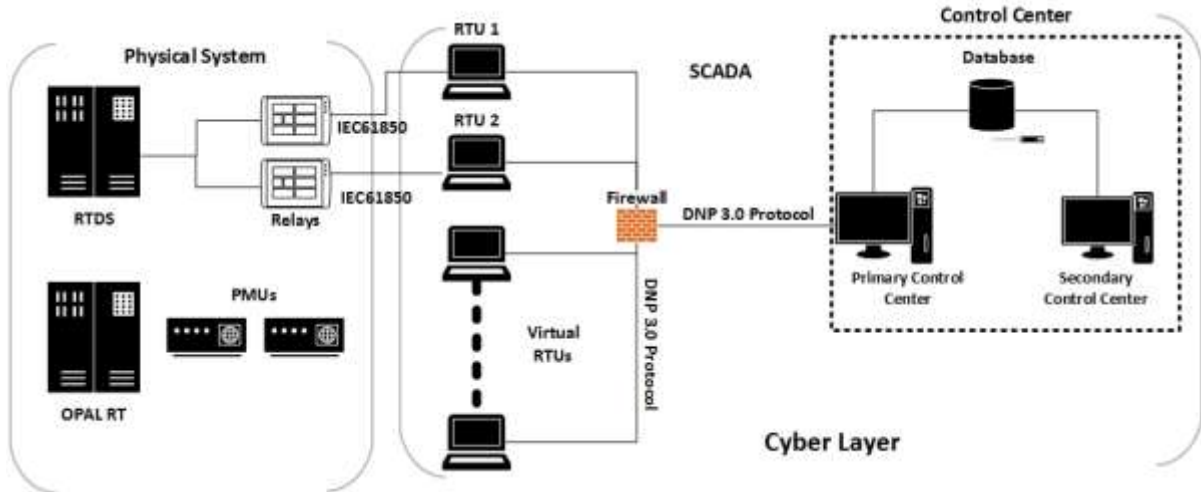 Physical System
RTDS
IEC61850
IEC61850
Relays
OPAL RT
PMUs
RTU 1
RTU 2
Virtual
RTUs
SCADA
Firewall
DNP 3.0 Protocol
DNP 3.0 Protocol
Control Center
Database
Primary Control
Center
Secondary
Control Center
Cyber Layer